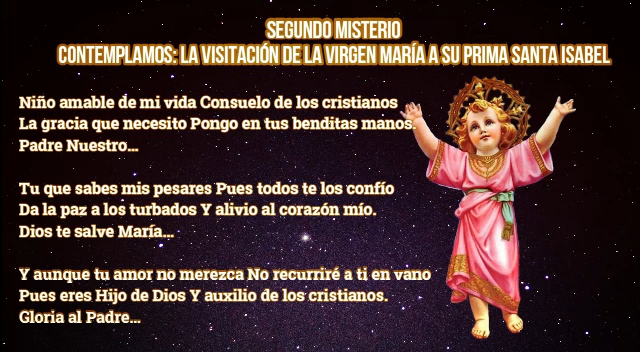 SEGUNDO MISTERIO
CONTEMPLAMOS: LA VISITACIÓN DE LA VIRGEN MARÍA A SU PRIMA SANTA ISABEL
Niño amable de mi vida Consuelo de los cristianos
La gracia que necesito Pongo en tus benditas manos.
Padre Nuestro...
Tu que sabes mis pesares Pues todos te los confío
Da la paz a los turbados Y alivio al corazón mío.
Dios te salve María...
Y aunque tu amor no merezca No recurriré a ti en vano
Pues eres Hijo de Dios Y auxilio de los cristianos.
Gloria al Padre...